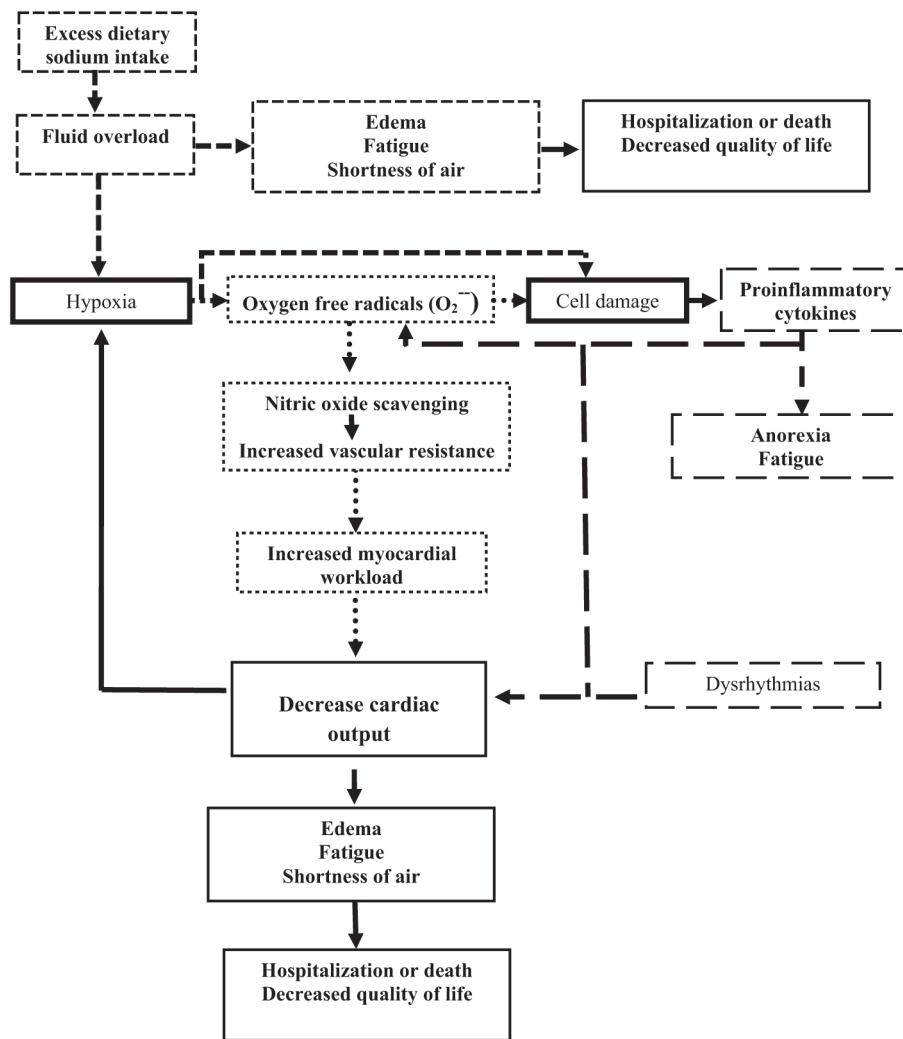 Excess dietary
sodium intake
Fluid overload
Edema
Fatigue
Shortness of air
Hospitalization or death
Decreased quality of life
Hypoxia
Oxygen free radicals (O₂⁻⁻)
Cell damage
Proinflammatory
cytokines
Nitric oxide scavenging
Increased vascular resistance
Anorexia
Fatigue
Increased myocardial
workload
Decrease cardiac
output
Dysrhythmias
Edema
Fatigue
Shortness of air
Hospitalization or death
Decreased quality of life